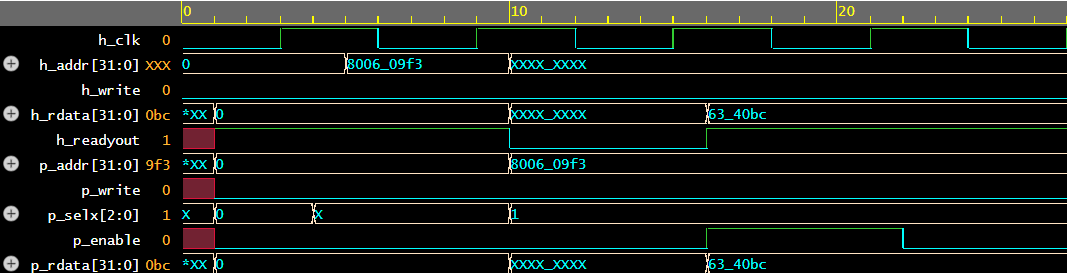 0 10 20
h_clk 0
h_addr[31:0] XXX 0 8006_09f3 XXXX_XXXX
h_write 0
h_rdata[31:0] 0bc *XX 0 XXXX_XXXX 63_40bc
h_readyout 1
p_addr[31:0] 9f3 *XX 0 8006_09f3
p_write 0
p_selx[2:0] 1 X 0 X 1
p_enable 0
p_rdata[31:0] 0bc *XX 0 XXXX_XXXX 63_40bc